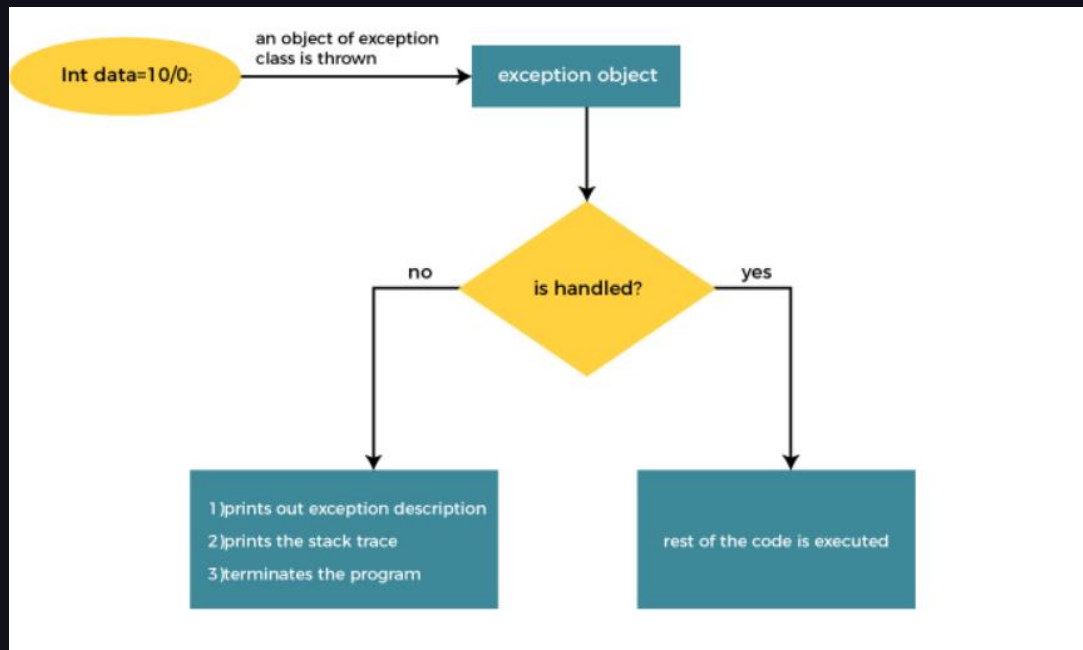 an object of exception
class is thrown
Int data=10/0;
exception object
no
yes
is handled?
1)prints out exception description
2)prints the stack trace
3)terminates the program
rest of the code is executed